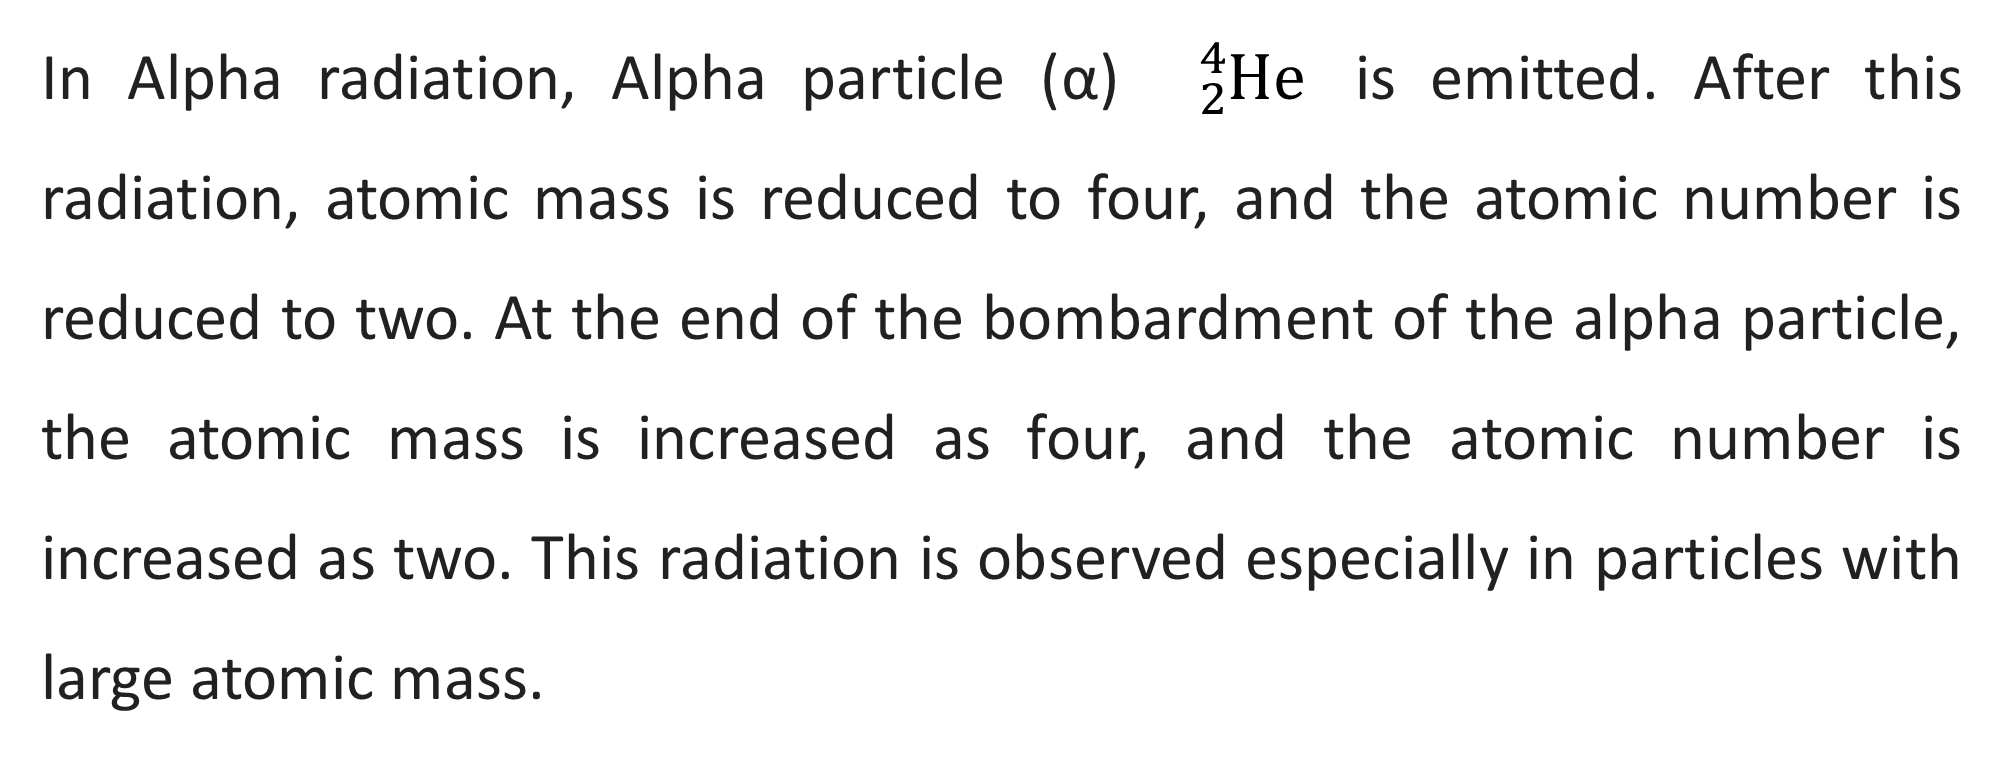 In Alpha radiation, Alpha particle (α) ⁴₂He is emitted. After this
radiation, atomic mass is reduced to four, and the atomic number is
reduced to two. At the end of the bombardment of the alpha particle,
the atomic mass is increased as four, and the atomic number is
increased as two. This radiation is observed especially in particles with
large atomic mass.